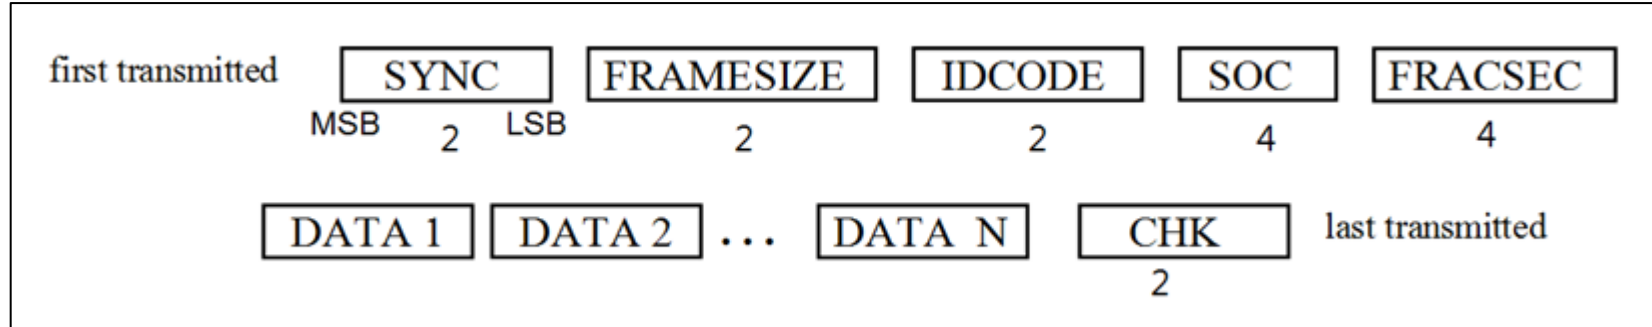 first transmitted SYNC FRAMESIZE IDCODE SOC FRACSEC
MSB 2 LSB 2 2 4 4
DATA 1 DATA 2 ... DATA N CHK last transmitted
2